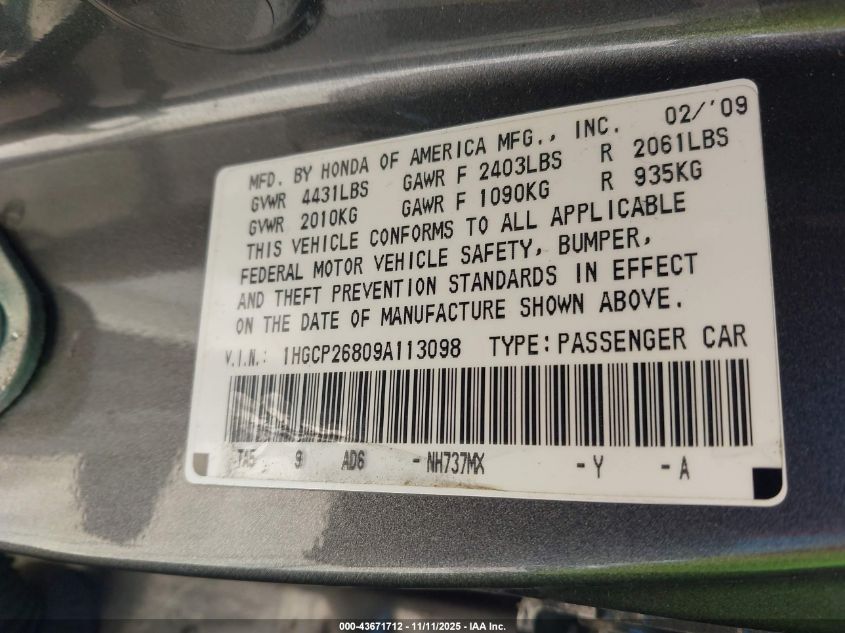 02/'09
MFD. BY HONDA OF AMERICA MFG., INC.
GVWR 4431LBS GAWR F 2403LBS R 2061LBS
GVWR 2010KG GAWR F 1090KG R 935KG
THIS VEHICLE CONFORMS TO ALL APPLICABLE
FEDERAL MOTOR VEHICLE SAFETY, BUMPER,
AND THEFT PREVENTION STANDARDS IN EFFECT
ON THE DATE OF MANUFACTURE SHOWN ABOVE.
V.I.N.: 1HGCP26809A113098 TYPE: PASSENGER CAR
TA5 9 AD6 -NH737MX -Y -A
000-43671712 - 11/11/2025 - IAA Inc.